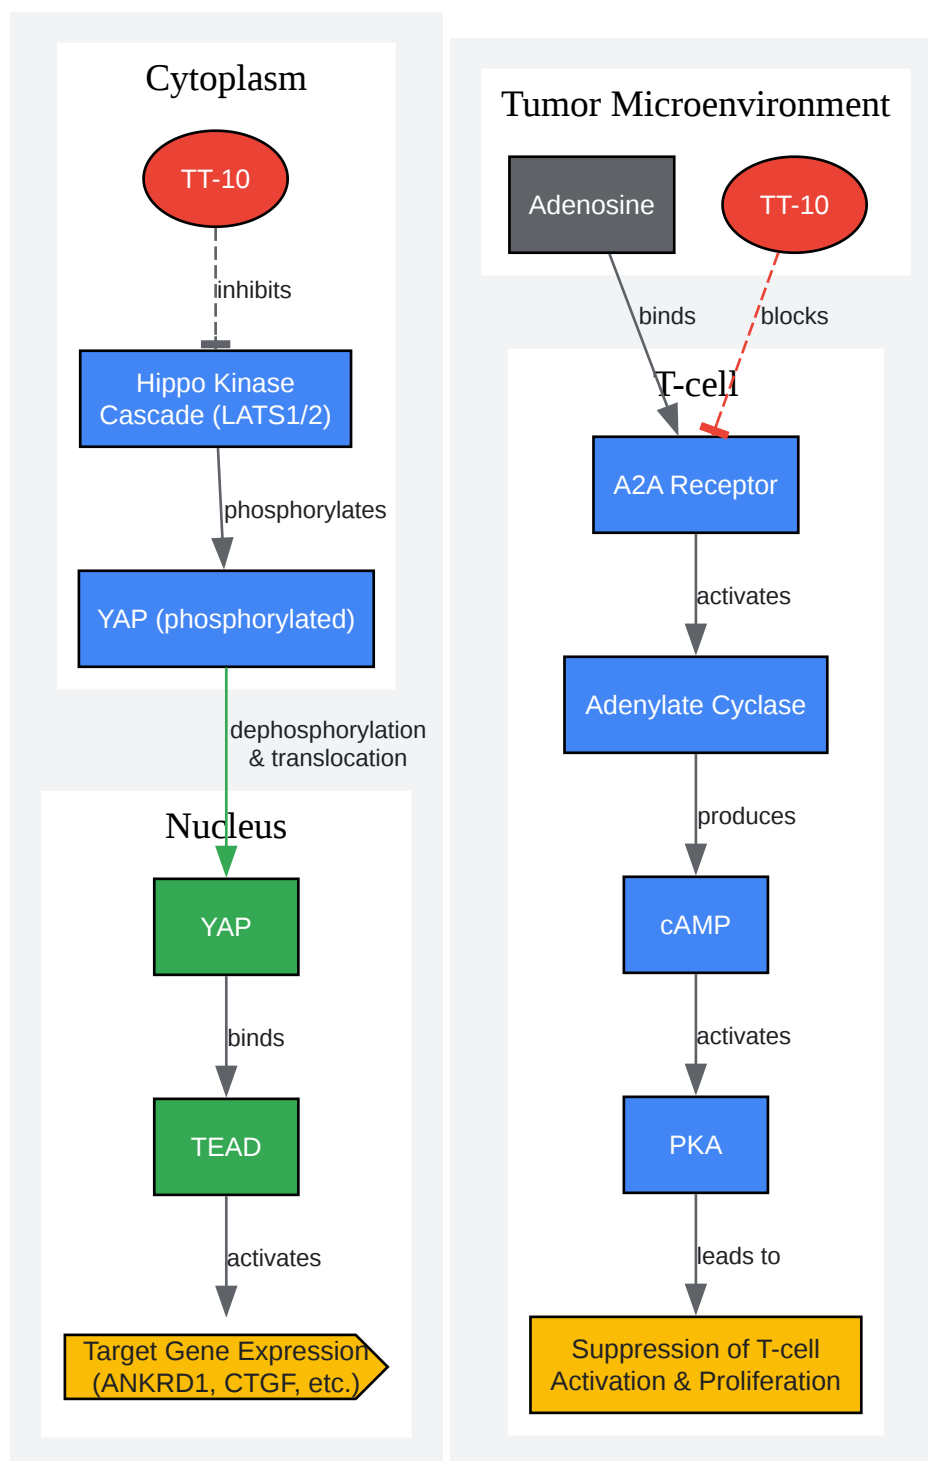 Cytoplasm
TT-10
inhibits
Hippo Kinase
Cascade (LATS1/2)
phosphorylates
YAP (phosphorylated)
dephosphorylation
& translocation
Nucleus
YAP
binds
TEAD
activates
Target Gene Expression
(ANKRD1, CTGF, etc.)
Tumor Microenvironment
Adenosine
TT-10
binds
blocks
T-cell
A2A Receptor
activates
Adenylate Cyclase
produces
cAMP
activates
PKA
leads to
Suppression of T-cell
Activation & Proliferation